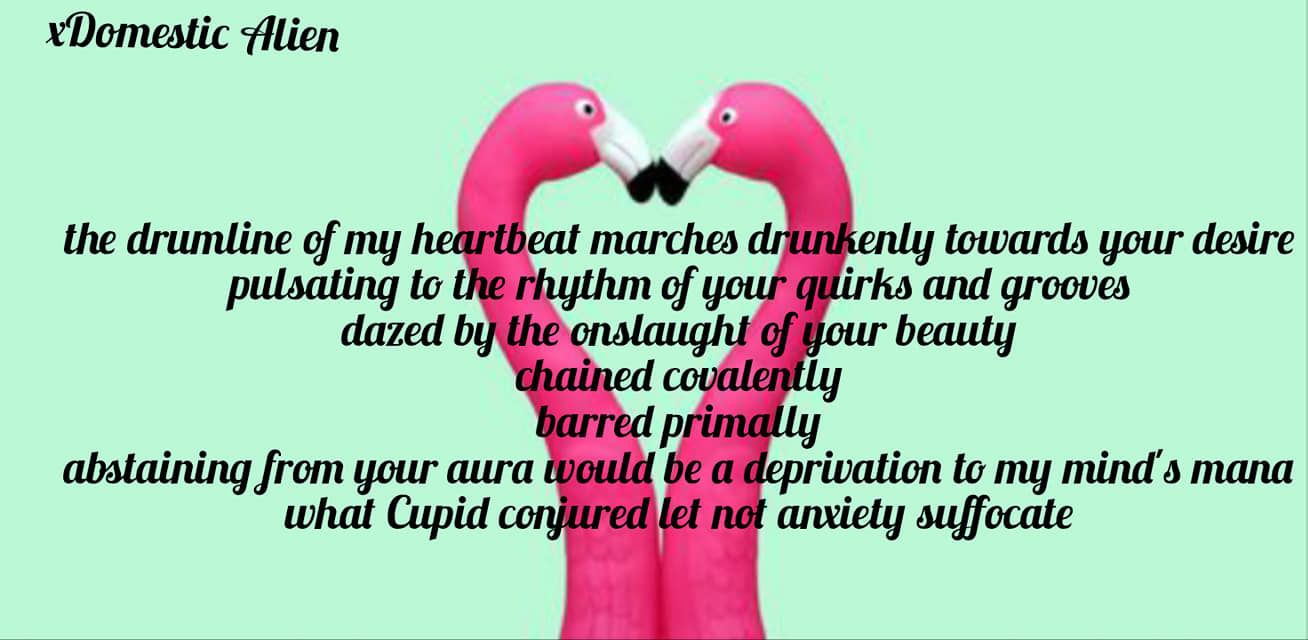 xDomestic Alien
the drumline of my heartbeat marches drunkenly towards your desire
pulsating to the rhythm of your quirks and grooves
dazed by the onslaught of your beauty
chained covalently
barred primally
abstaining from your aura would be a deprivation to my mind's mana
what Cupid conjured let not anxiety suffocate